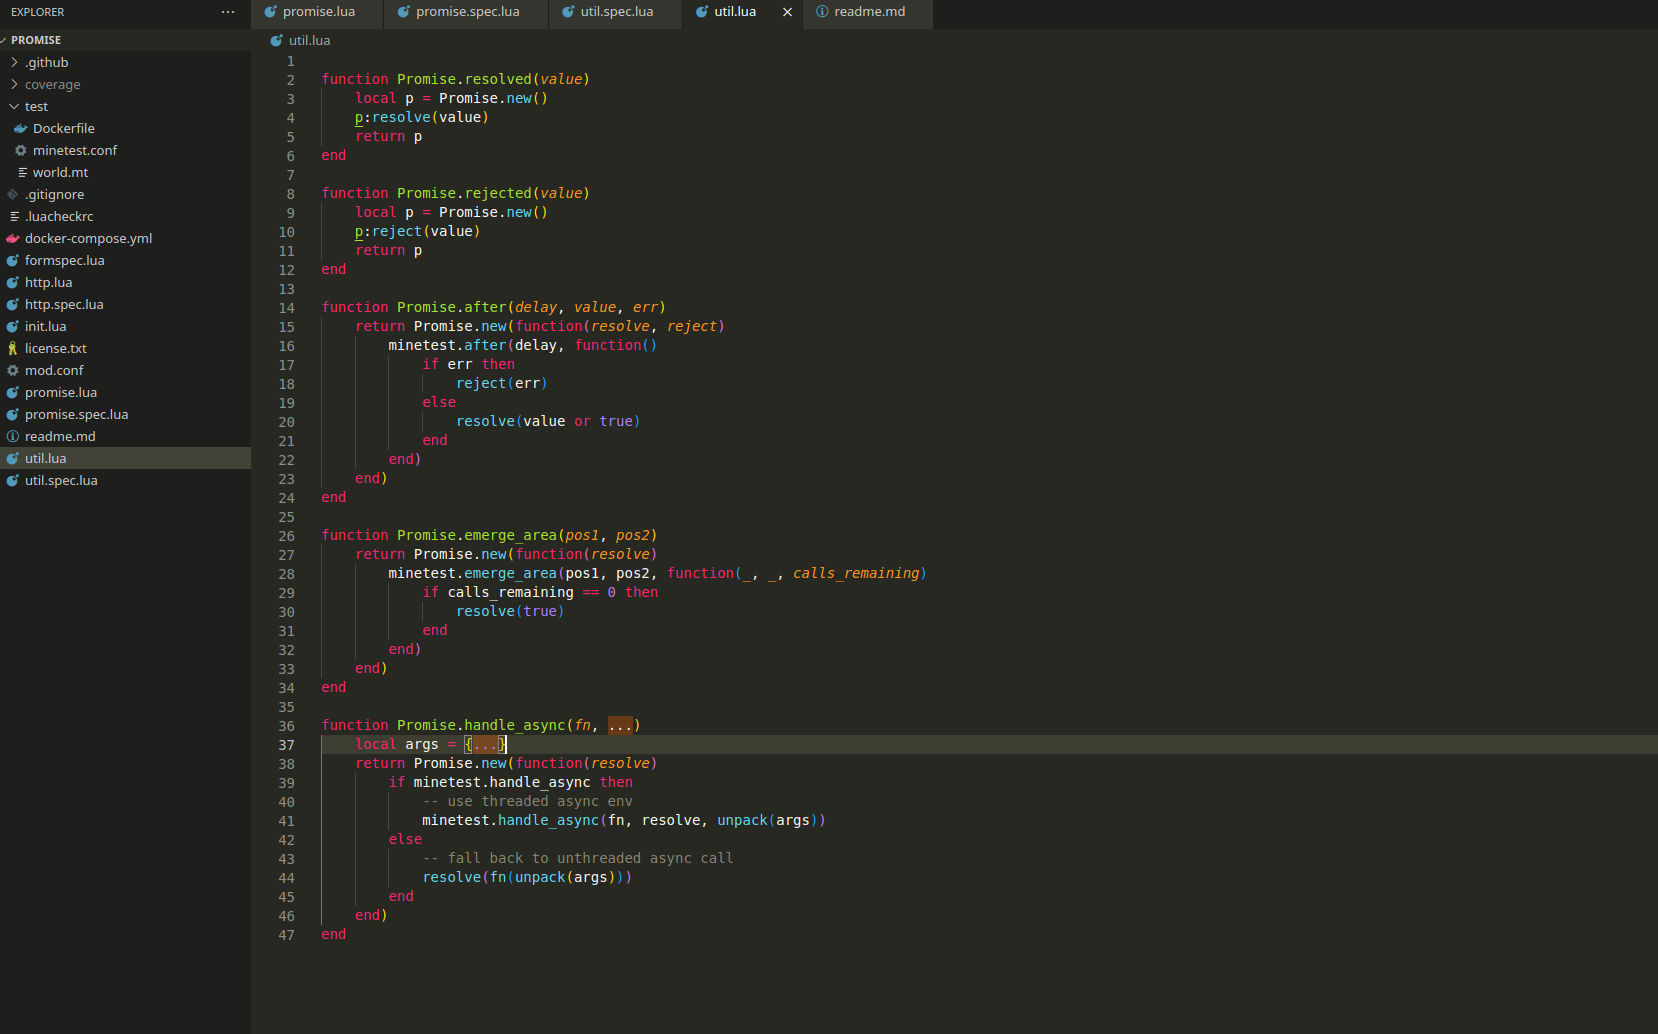 EXPLORER ···
PROMISE
.github
coverage
test
Dockerfile
minetest.conf
world.mt
.gitignore
.luacheckrc
docker-compose.yml
formspec.lua
http.lua
http.spec.lua
init.lua
license.txt
mod.conf
promise.lua
promise.spec.lua
readme.md
util.lua
util.spec.lua
promise.lua promise.spec.lua util.spec.lua util.lua × readme.md
util.lua
1
2 function Promise.resolved(value)
3     local p = Promise.new()
4     p:resolve(value)
5     return p
6 end
7
8 function Promise.rejected(value)
9     local p = Promise.new()
10     p:reject(value)
11     return p
12 end
13
14 function Promise.after(delay, value, err)
15     return Promise.new(function(resolve, reject)
16         minetest.after(delay, function()
17             if err then
18                 reject(err)
19             else
20                 resolve(value or true)
21             end
22         end)
23     end)
24 end
25
26 function Promise.emerge_area(pos1, pos2)
27     return Promise.new(function(resolve)
28         minetest.emerge_area(pos1, pos2, function(_, _, calls_remaining)
29             if calls_remaining == 0 then
30                 resolve(true)
31             end
32         end)
33     end)
34 end
35
36 function Promise.handle_async(fn, ...)
37     local args = {...}
38     return Promise.new(function(resolve)
39         if minetest.handle_async then
40             -- use threaded async env
41             minetest.handle_async(fn, resolve, unpack(args))
42         else
43             -- fall back to unthreaded async call
44             resolve(fn(unpack(args)))
45         end
46     end)
47 end